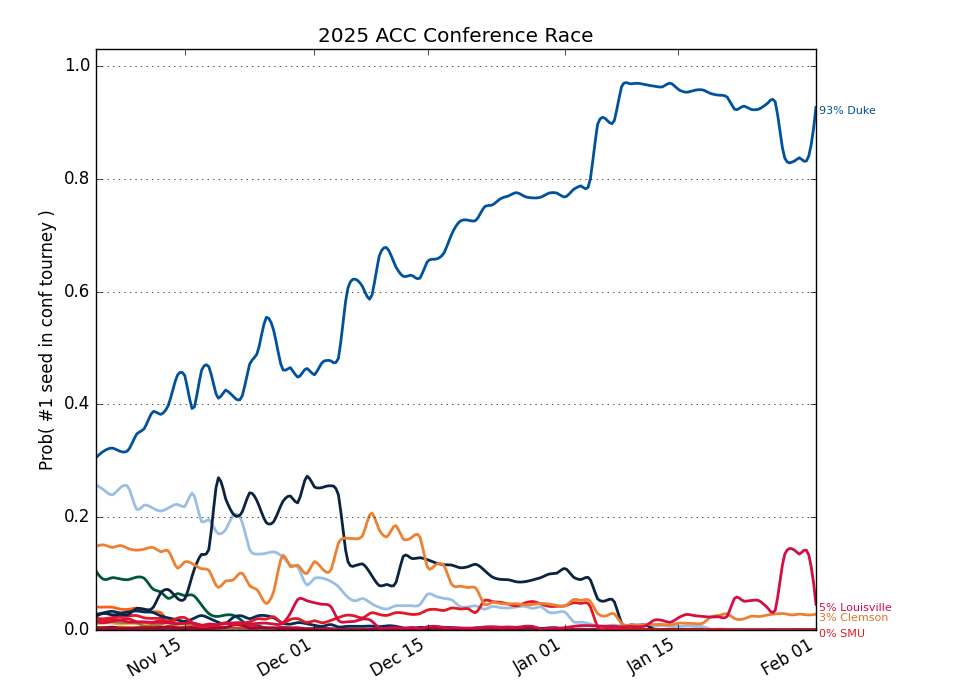 2025 ACC Conference Race
Prob( #1 seed in conf tourney )
1.0
0.8
0.6
0.4
0.2
0.0
93% Duke
5% Louisville
3% Clemson
0% SMU
Nov 15
Dec 01
Dec 15
Jan 01
Jan 15
Feb 01